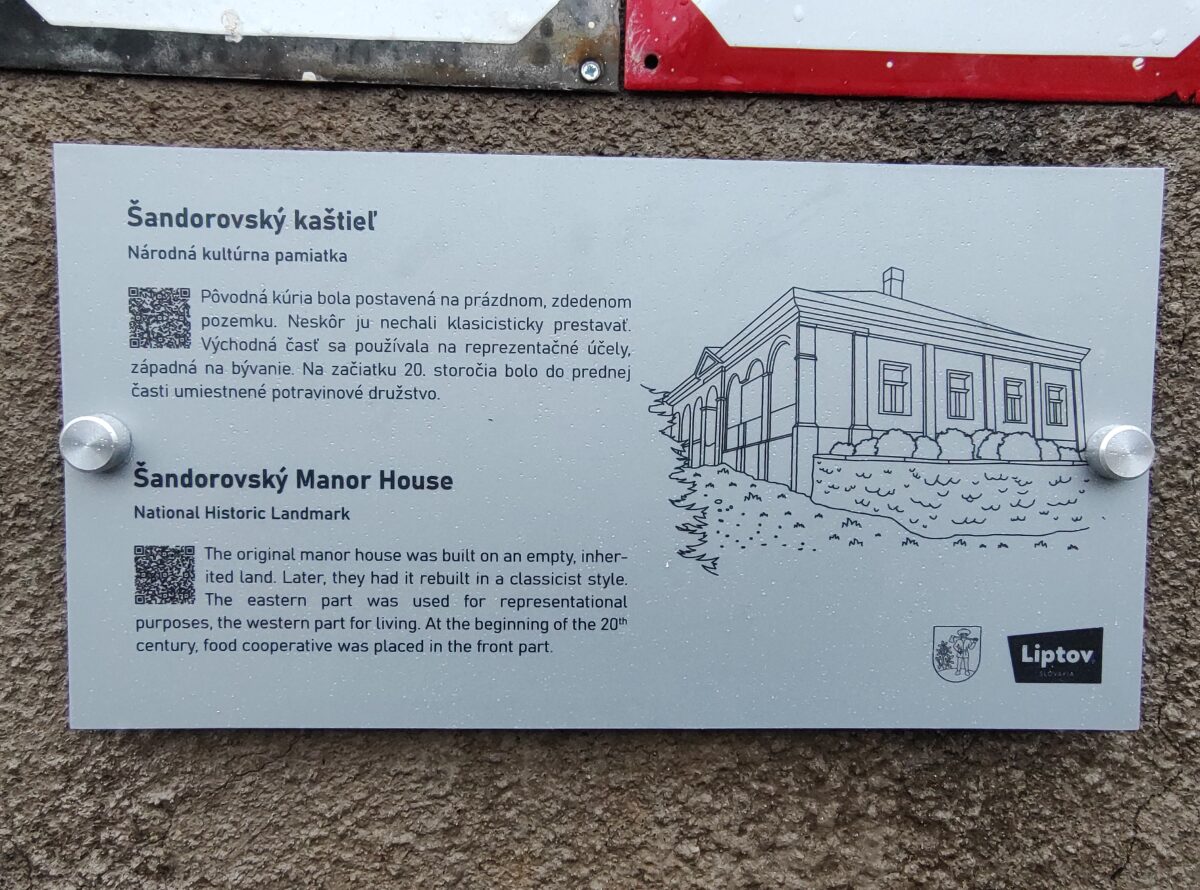 Šandorovský kaštieľ
Národná kultúrna pamiatka
Pôvodná kúria bola postavená na prázdnom, zdedenom
pozemku. Neskôr ju nechali klasicisticky prestavať.
Východná časť sa používala na reprezentačné účely,
západná na bývanie. Na začiatku 20. storočia bolo do prednej
časti umiestnené potravinové družstvo.
Šandorovský Manor House
National Historic Landmark
The original manor house was built on an empty, inher-
ited land. Later, they had it rebuilt in a classicist style.
The eastern part was used for representational
purposes, the western part for living. At the beginning of the 20th
century, food cooperative was placed in the front part.
Liptov
SLOVAKIA